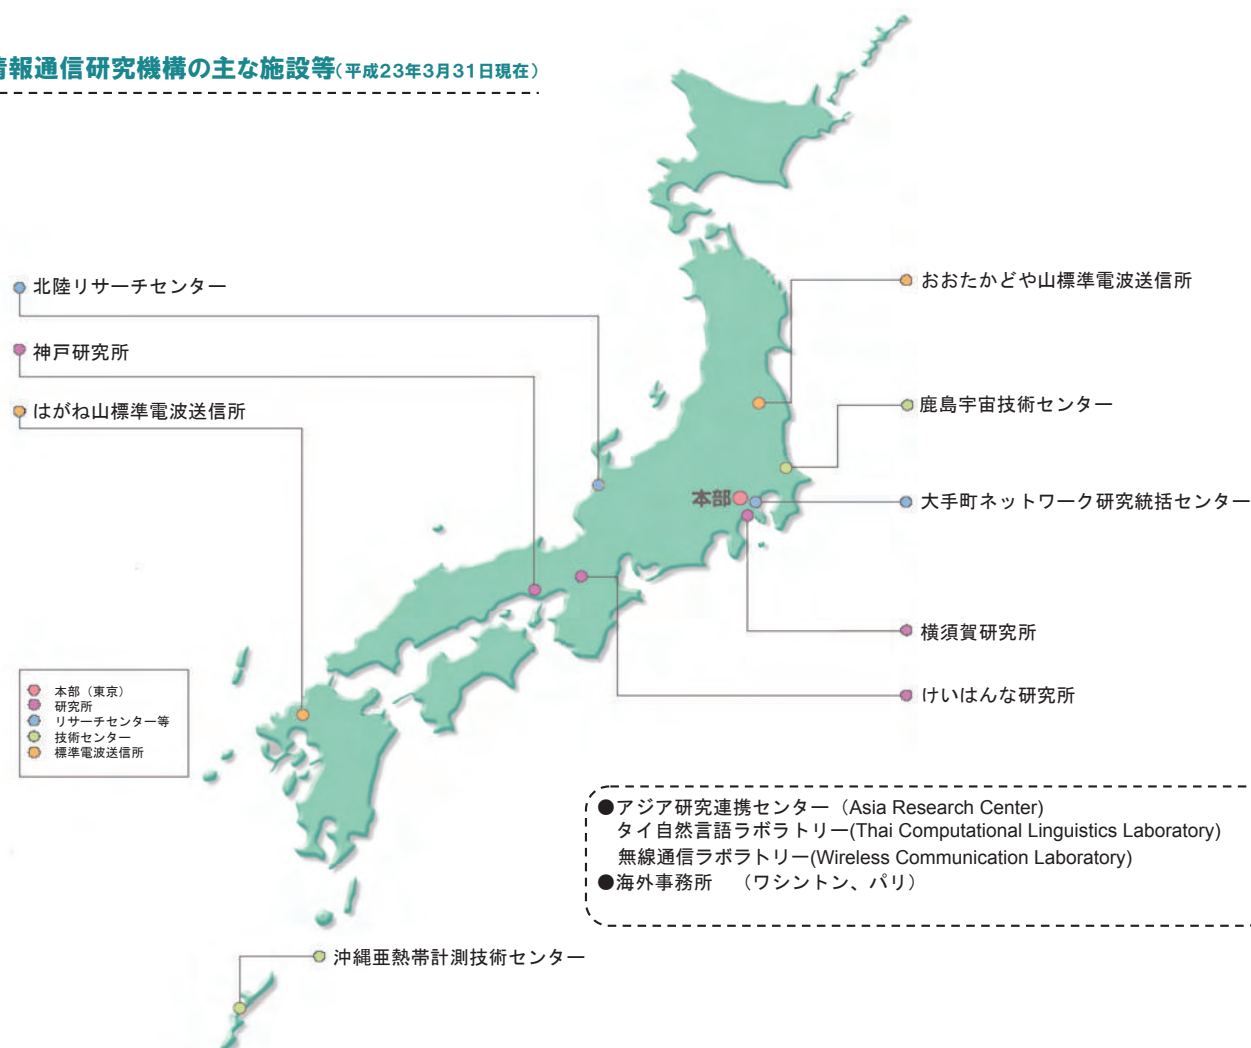 情報通信研究機構の主な施設等(平成23年3月31日現在)
北陸リサーチセンター
神戸研究所
はがね山標準電波送信所
おおたかどや山標準電波送信所
鹿島宇宙技術センター
本部
大手町ネットワーク研究統括センター
横須賀研究所
けいはんな研究所
本部（東京）
研究所
リサーチセンター等
技術センター
標準電波送信所
●アジア研究連携センター（Asia Research Center)
タイ自然言語ラボラトリー(Thai Computational Linguistics Laboratory)
無線通信ラボラトリー(Wireless Communication Laboratory)
●海外事務所　（ワシントン、パリ）
沖縄亜熱帯計測技術センター